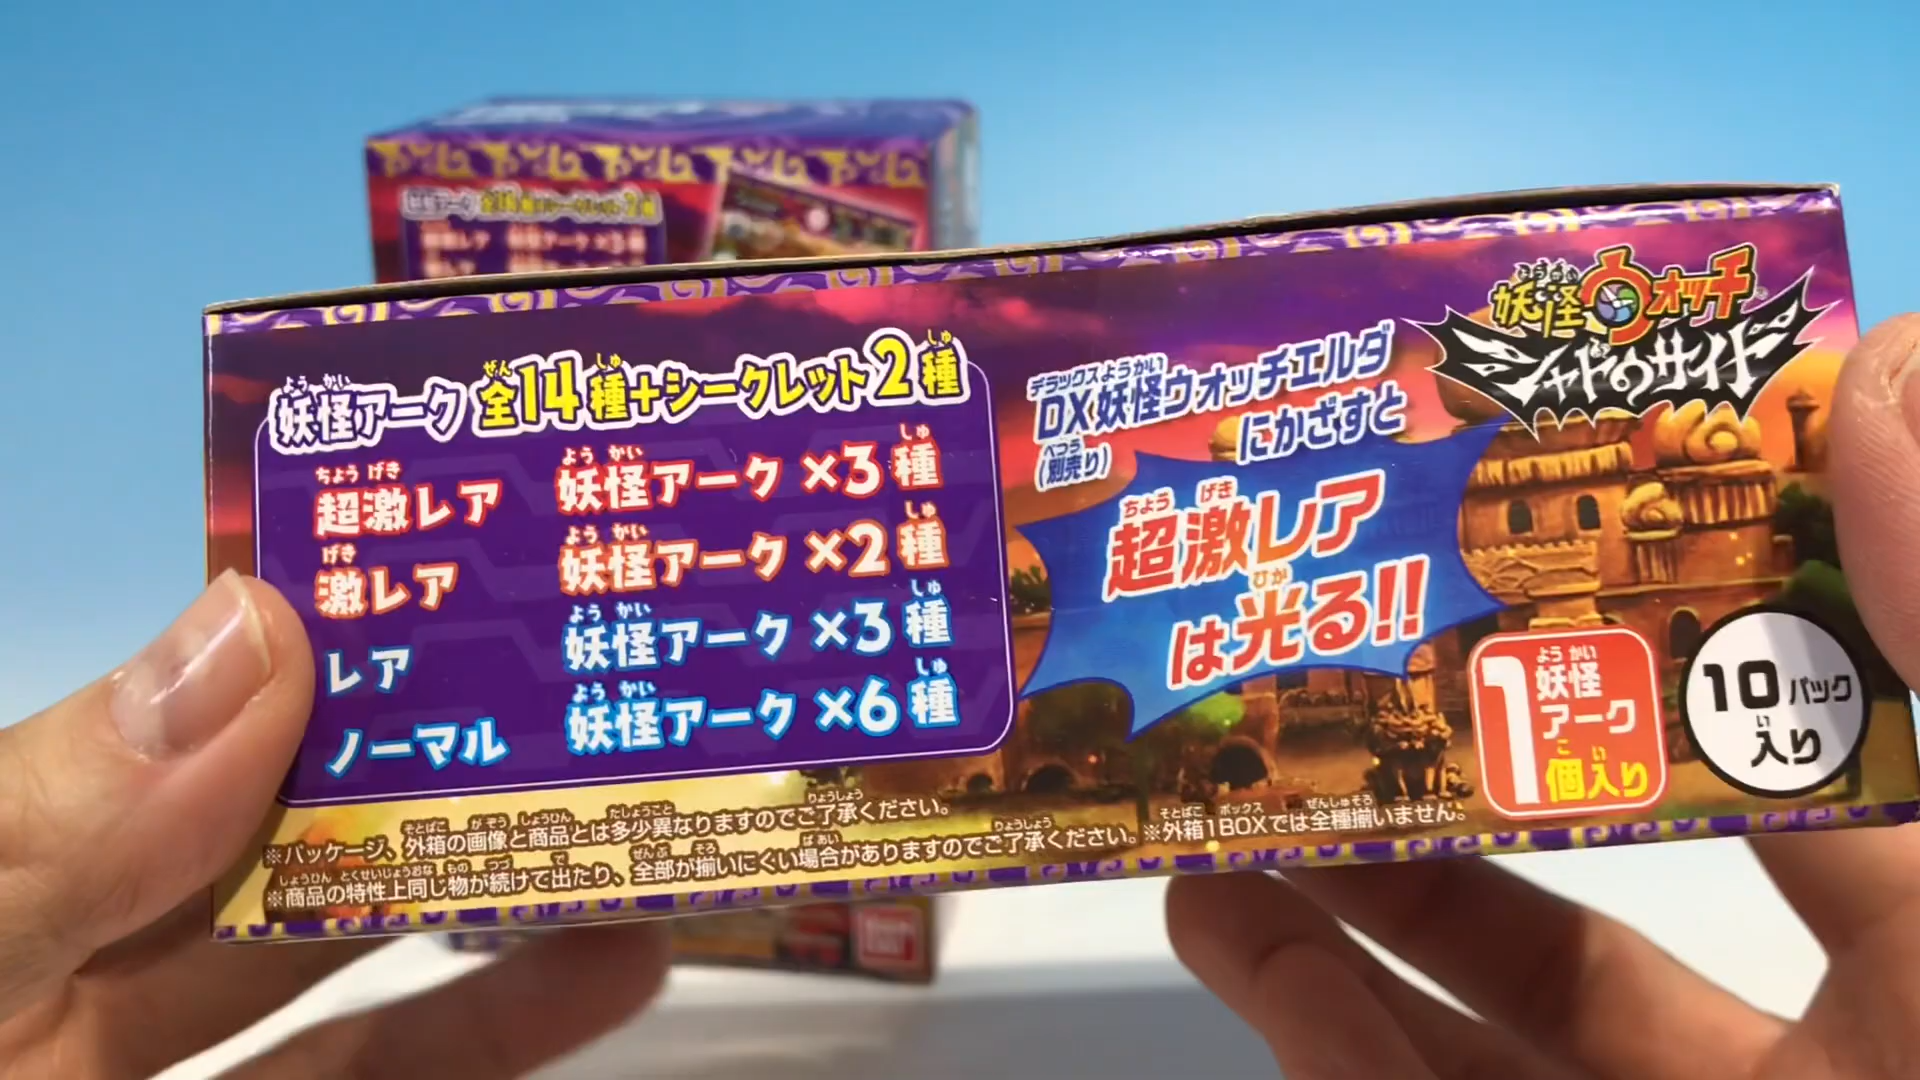 妖怪アーク 全14種+シークレット2種
超激レア 妖怪アーク ×3種
激レア 妖怪アーク ×2種
レア 妖怪アーク ×3種
ノーマル 妖怪アーク ×6種
DX妖怪ウォッチエルダ
(別売り)
にかざすと
超激レア
は光る!!
妖怪ウォッチ
シャドウサイド
1 妖怪アーク個入り
10パック
入り
※パッケージ、外箱の画像と商品とは多少異なりますのでご了承ください。
※商品の特性上同じ物が続けて出たり、全部が揃いにくい場合がありますのでご了承ください。※外箱1BOXでは全種揃いません。